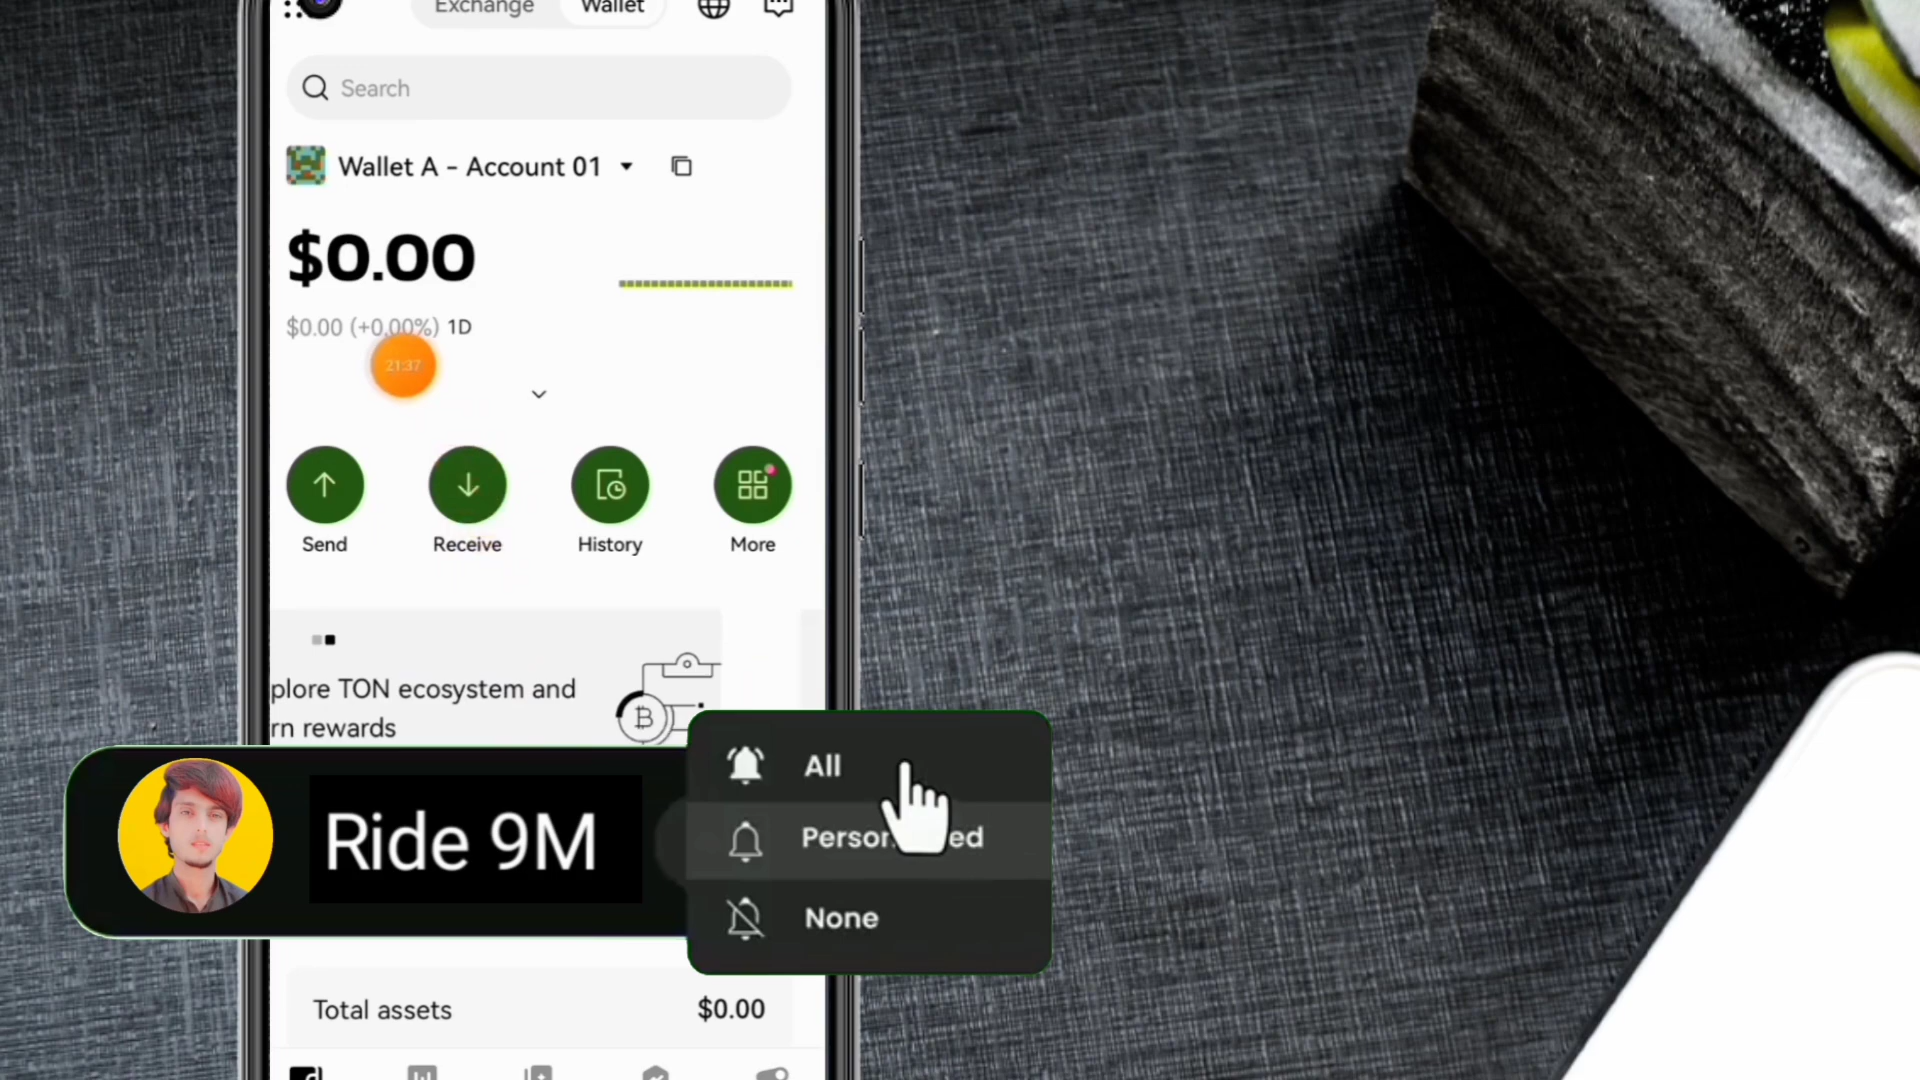 Exchange Wallet
Search
Wallet A - Account 01
$0.00
$0.00 (+0.00%) 1D
21:37
Send Receive History More
plore TON ecosystem and
rn rewards
Ride 9M
All
None
Total assets $0.00